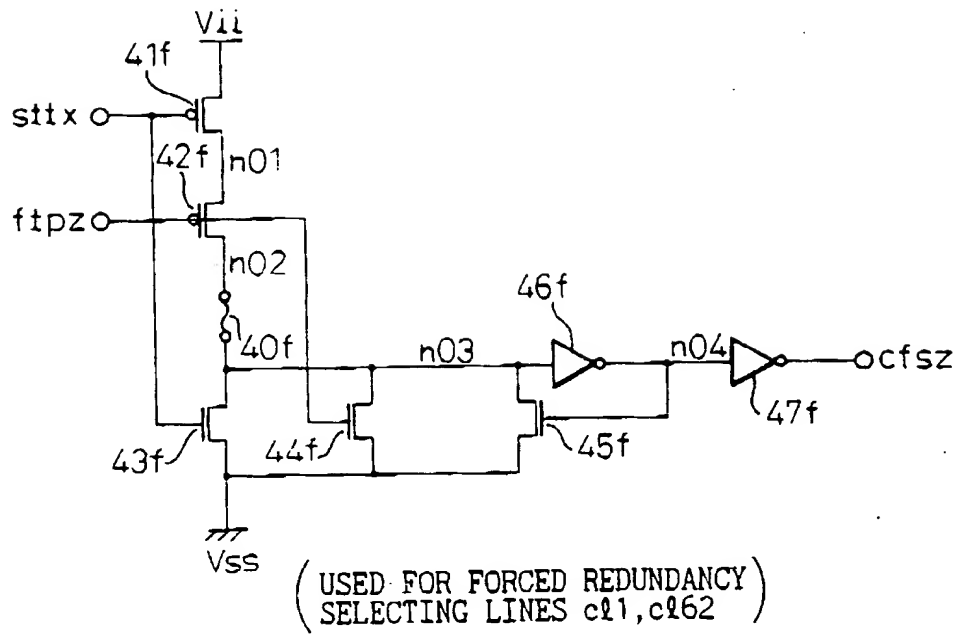 Vii
41f
sttx
42f
n01
ftpz
n02
46f
40f
n03
n04
cfsz
47f
43f
44f
45f
Vss
(USED FOR FORCED REDUNDANCY
SELECTING LINES cℓ1,cℓ62)